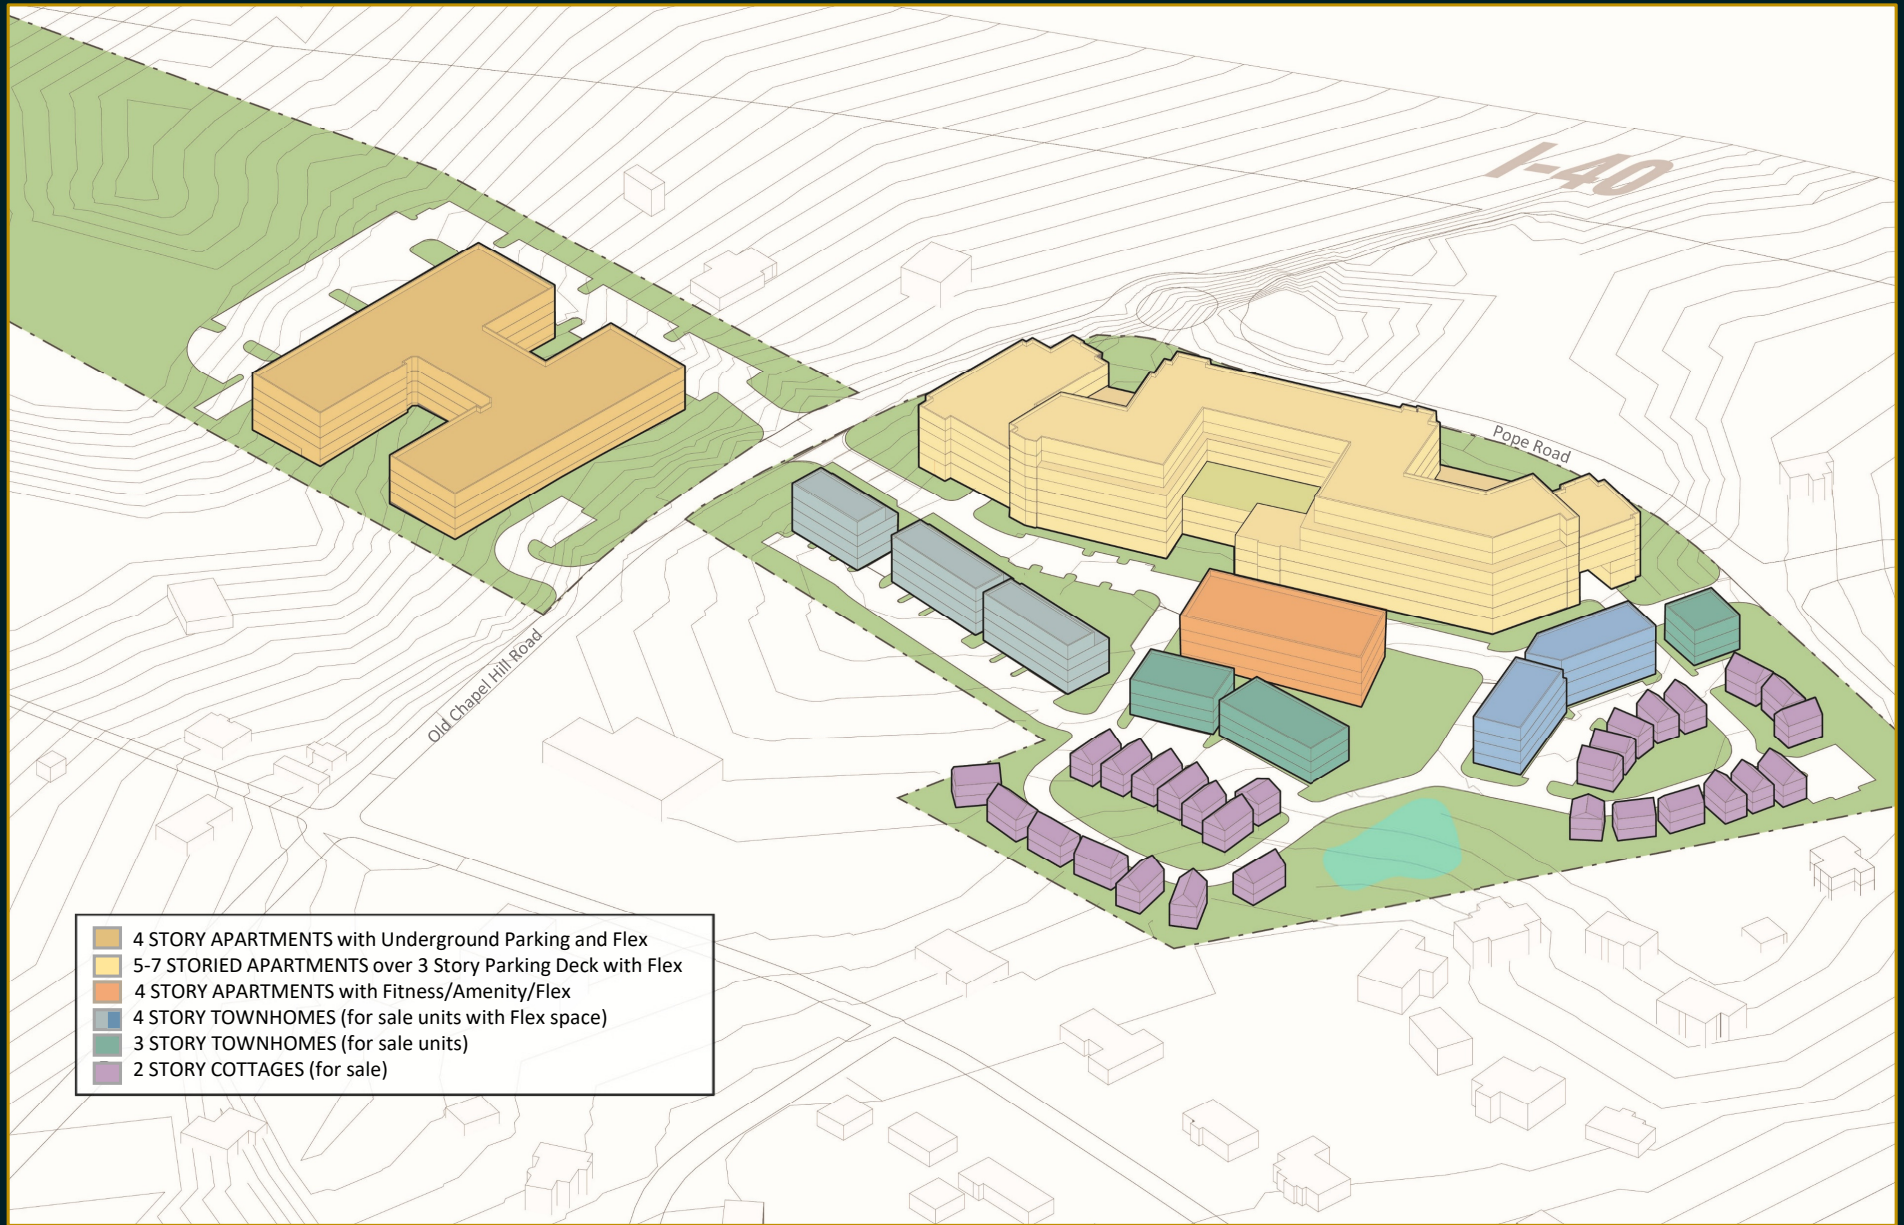 I-40
Pope Road
Old Chapel Hill Road
4 STORY APARTMENTS with Underground Parking and Flex
5-7 STORIED APARTMENTS over 3 Story Parking Deck with Flex
4 STORY APARTMENTS with Fitness/Amenity/Flex
4 STORY TOWNHOMES (for sale units with Flex space)
3 STORY TOWNHOMES (for sale units)
2 STORY COTTAGES (for sale)